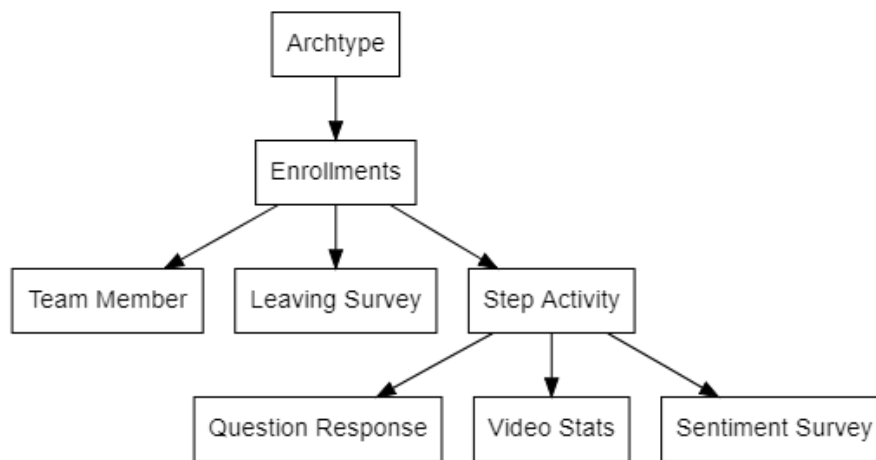 Archtype
Enrollments
Team Member
Leaving Survey
Step Activity
Question Response
Video Stats
Sentiment Survey